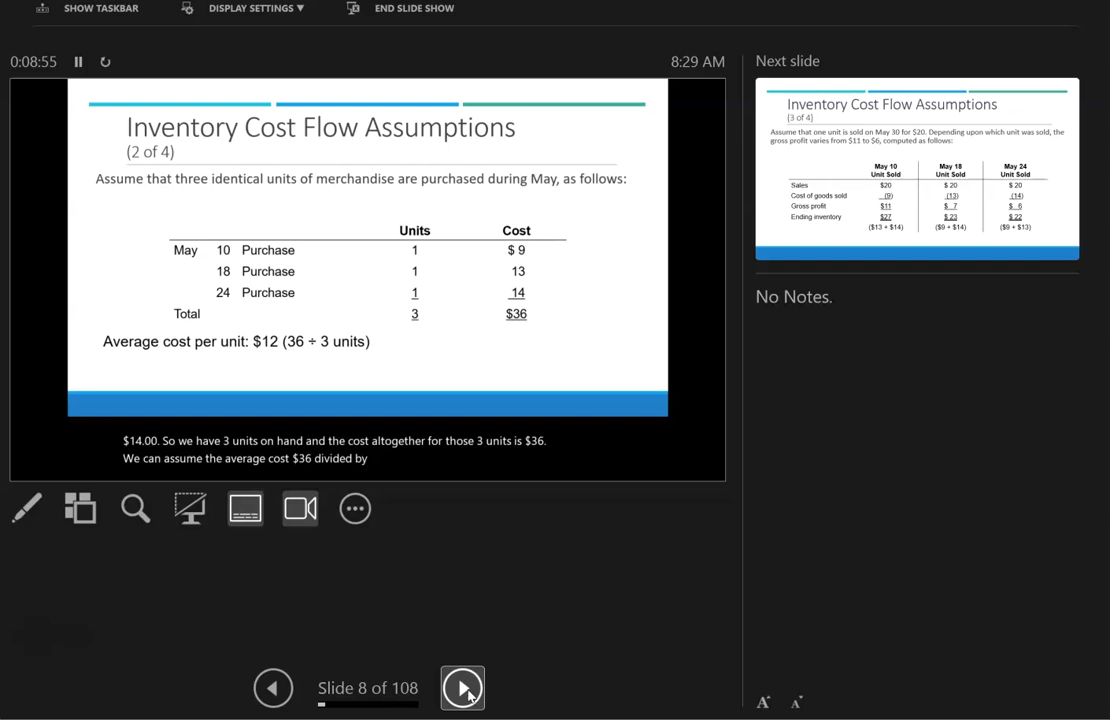 SHOW TASKBAR DISPLAY SETTINGS ▼ END SLIDE SHOW
0:08:55 8:29 AM
Inventory Cost Flow Assumptions
(2 of 4)
Assume that three identical units of merchandise are purchased during May, as follows:
Units Cost
May 10 Purchase 1 $ 9
18 Purchase 1 13
24 Purchase 1 14
Total 3 $36
Average cost per unit: $12 (36 ÷ 3 units)
$14.00. So we have 3 units on hand and the cost altogether for those 3 units is $36.
We can assume the average cost $36 divided by
Slide 8 of 108
Next slide
Inventory Cost Flow Assumptions
(3 of 4)
Assume that one unit is sold on May 30 for $20. Depending upon which unit was sold, the
gross profit varies from $11 to $6, computed as follows:
May 10 May 18 May 24
Unit Sold Unit Sold Unit Sold
Sales $20 $ 20 $ 20
Cost of goods sold (9) (13) (14)
Gross profit $11 $ 7 $ 6
Ending inventory $27 $ 23 $ 22
($13 + $14) ($9 + $14) ($9 + $13)
No Notes.
A A